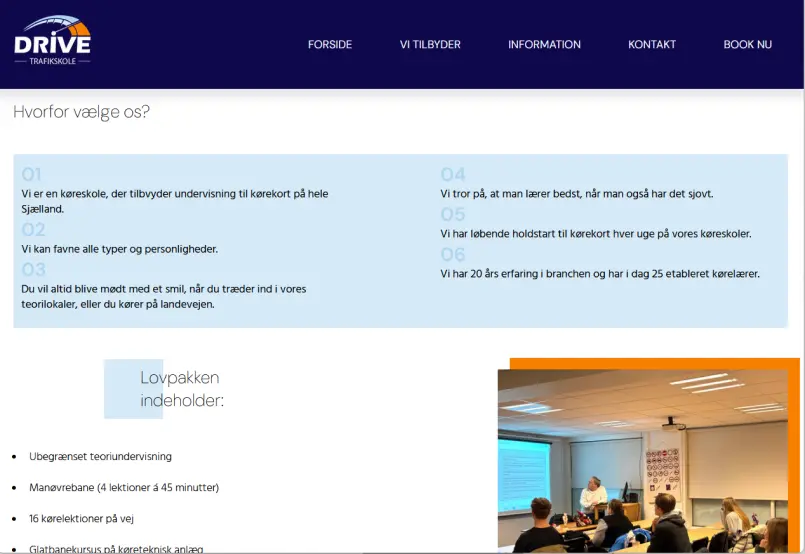 DRIVE
TRAFIKSKOLE
FORSIDE
VI TILBYDER
INFORMATION
KONTAKT
BOOK NU
Hvorfor vælge os?
01
Vi er en køreskole, der tilbvyder undervisning til kørekort på hele
Sjælland.
02
Vi kan favne alle typer og personligheder.
03
Du vil altid blive mødt med et smil, når du træder ind i vores
teorilokaler, eller du kører på landevejen.
04
Vi tror på, at man lærer bedst, når man også har det sjovt.
05
Vi har løbende holdstart til kørekort hver uge på vores køreskoler.
06
Vi har 20 års erfaring i branchen og har i dag 25 etableret kørelærer.
Lovpakken
indeholder:
Ubegrænset teoriundervisning
Manøvrebane (4 lektioner á 45 minutter)
16 kørelektioner på vej
Glatbanekursus på køreteknisk anlæg